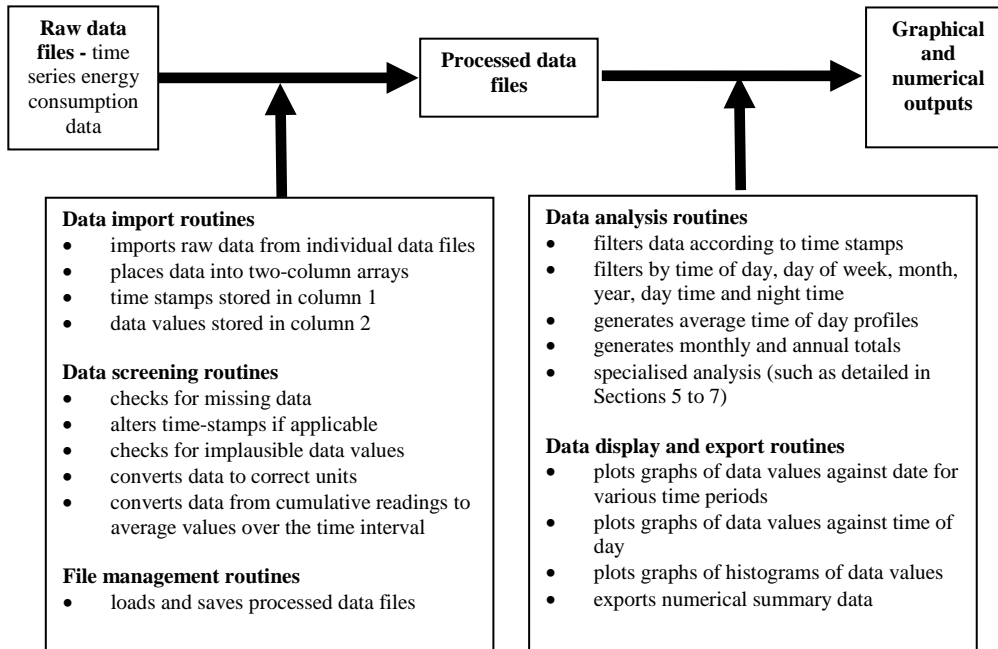 Raw data
files - time
series energy
consumption
data
Processed data
files
Graphical
and
numerical
outputs
Data import routines
• imports raw data from individual data files
• places data into two-column arrays
• time stamps stored in column 1
• data values stored in column 2
Data screening routines
• checks for missing data
• alters time-stamps if applicable
• checks for implausible data values
• converts data to correct units
• converts data from cumulative readings to
average values over the time interval
File management routines
• loads and saves processed data files
Data analysis routines
• filters data according to time stamps
• filters by time of day, day of week, month,
year, day time and night time
• generates average time of day profiles
• generates monthly and annual totals
• specialised analysis (such as detailed in
Sections 5 to 7)
Data display and export routines
• plots graphs of data values against date for
various time periods
• plots graphs of data values against time of
day
• plots graphs of histograms of data values
• exports numerical summary data